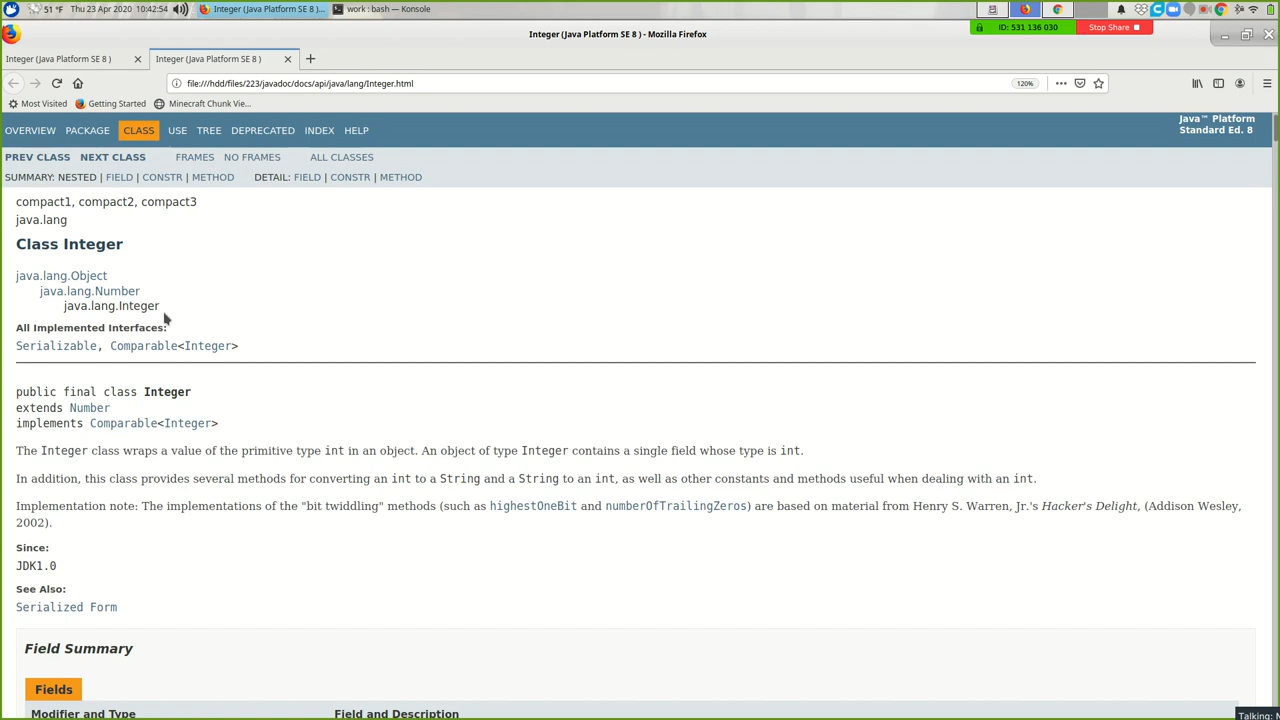 51 °F Thu 23 Apr 2020 10:42:54 Integer (Java Platform SE 8 ) - Mozilla Firefox... work : bash — Konsole
Integer (Java Platform SE 8 ) - Mozilla Firefox
ID: 531 136 030 Stop Share
Integer (Java Platform SE 8 ) Integer (Java Platform SE 8 )
file:///hdd/files/223/javadoc/docs/api/java/lang/Integer.html 120%
Most Visited Getting Started Minecraft Chunk Vie...
OVERVIEW PACKAGE CLASS USE TREE DEPRECATED INDEX HELP
Java™ Platform
Standard Ed. 8
PREV CLASS NEXT CLASS FRAMES NO FRAMES ALL CLASSES
SUMMARY: NESTED | FIELD | CONSTR | METHOD DETAIL: FIELD | CONSTR | METHOD
compact1, compact2, compact3
java.lang
Class Integer
java.lang.Object
java.lang.Number
java.lang.Integer
All Implemented Interfaces:
Serializable, Comparable<Integer>
public final class Integer
extends Number
implements Comparable<Integer>
The Integer class wraps a value of the primitive type int in an object. An object of type Integer contains a single field whose type is int.
In addition, this class provides several methods for converting an int to a String and a String to an int, as well as other constants and methods useful when dealing with an int.
Implementation note: The implementations of the "bit twiddling" methods (such as highestOneBit and numberOfTrailingZeros) are based on material from Henry S. Warren, Jr.'s Hacker's Delight, (Addison Wesley,
2002).
Since:
JDK1.0
See Also:
Serialized Form
Field Summary
Fields
Modifier and Type Field and Description
Talking: